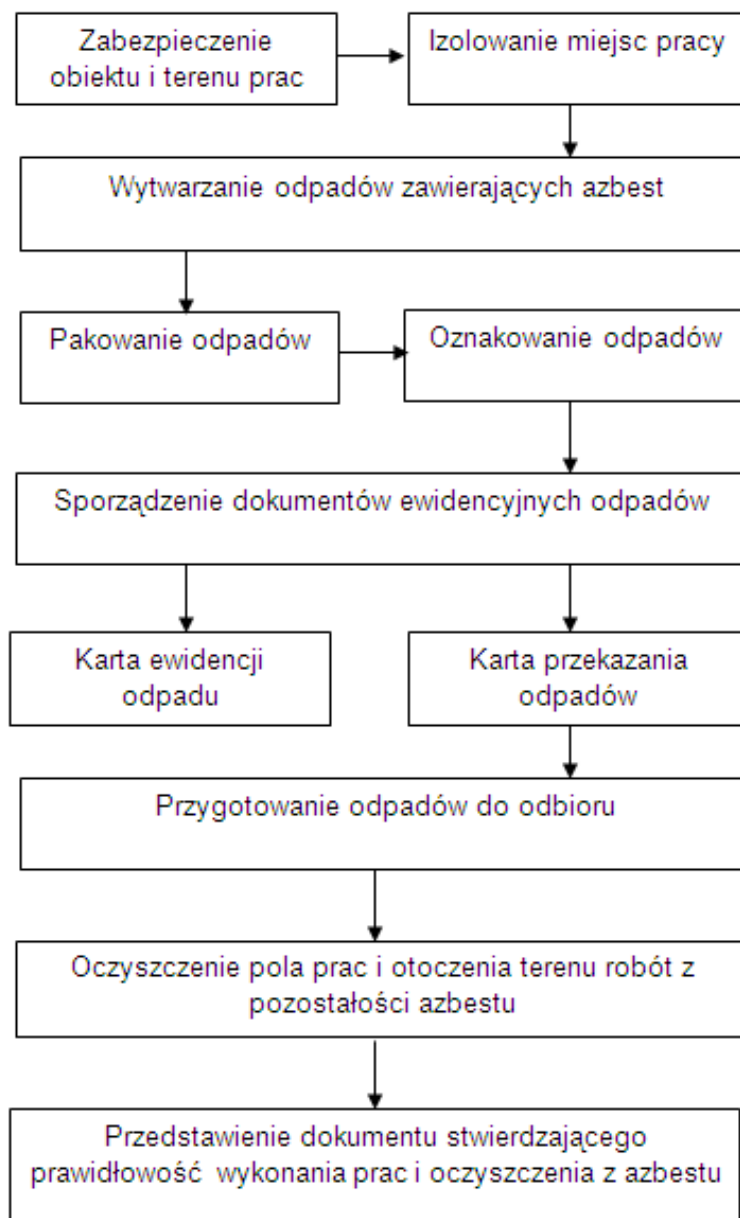 Zabezpieczenie
obiektu i terenu prac
Izolowanie miejsc pracy
Wytwarzanie odpadów zawierających azbest
Pakowanie odpadów
Oznakowanie odpadów
Sporządzenie dokumentów ewidencyjnych odpadów
Karta ewidencji
odpadu
Karta przekazania
odpadów
Przygotowanie odpadów do odbioru
Oczyszczenie pola prac i otoczenia terenu robót z
pozostałości azbestu
Przedstawienie dokumentu stwierdzającego
prawidłowość wykonania prac i oczyszczenia z azbestu